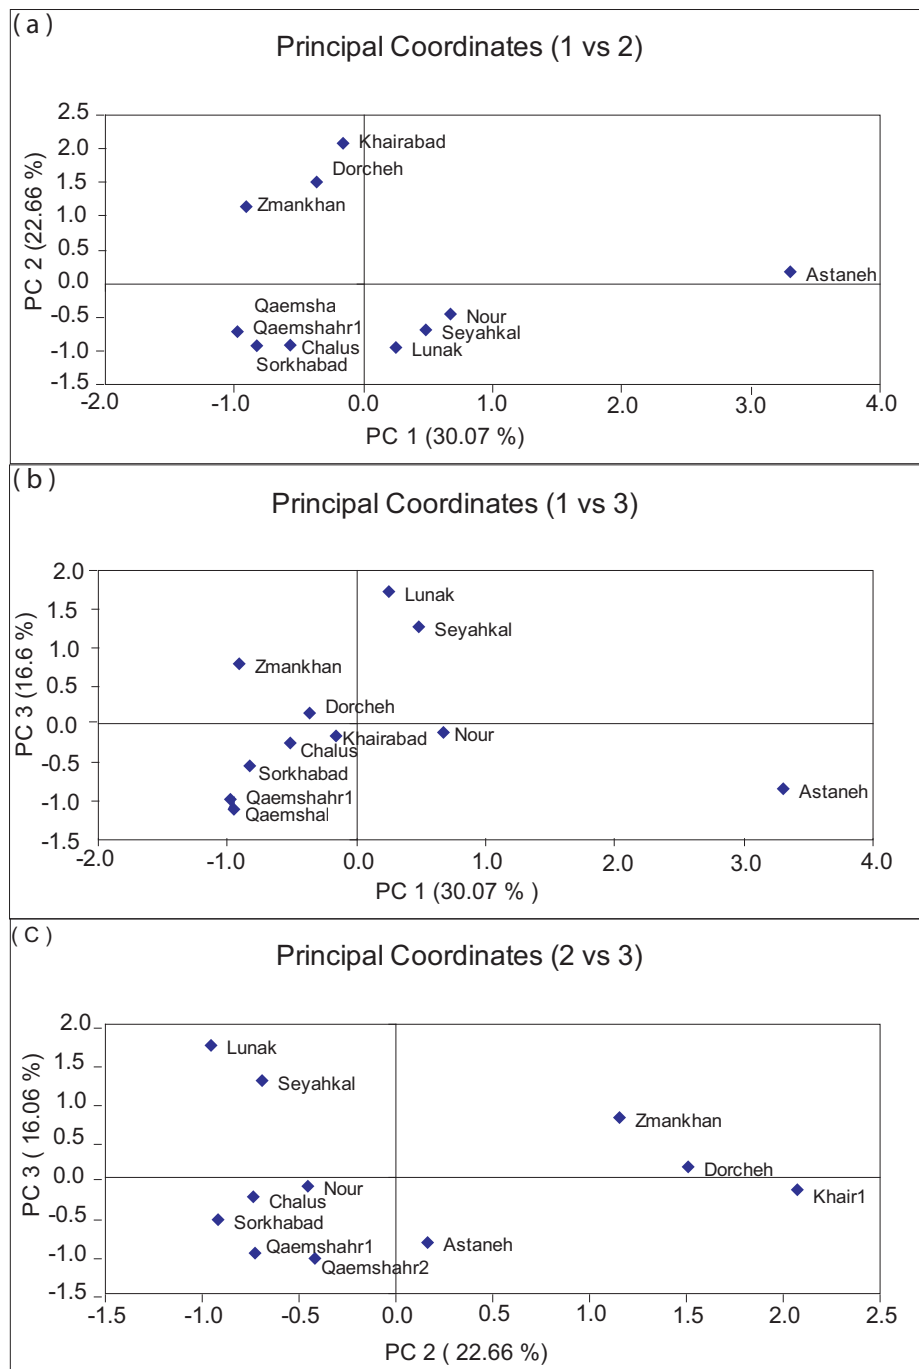 (a)
Principal Coordinates (1 vs 2)
2.5
2.0
1.5
1.0
0.5
0.0
-0.5
-1.0
-1.5
PC 2 (22.66 %)
Khairabad
Dorcheh
Zmankhan
Astaneh
Qaemsha
Qaemshahr1
Chalus
Sorkhabad
Nour
Seyahkal
Lunak
-2.0 -1.0 0.0 1.0 2.0 3.0 4.0
PC 1 (30.07 %)
(b)
Principal Coordinates (1 vs 3)
2.0
1.5
1.0
0.5
0.0
-0.5
-1.0
-1.5
PC 3 (16.6 %)
Lunak
Seyahkal
Zmankhan
Dorcheh
Khairabad
Nour
Chalus
Sorkhabad
Qaemshahr1
Qaemshal
Astaneh
-2.0 -1.0 0.0 1.0 2.0 3.0 4.0
PC 1 (30.07 % )
(C)
Principal Coordinates (2 vs 3)
2.0
1.5
1.0
0.5
0.0
-0.5
-1.0
-1.5
PC 3 ( 16.06 %)
Lunak
Seyahkal
Zmankhan
Dorcheh
Khair1
Nour
Chalus
Sorkhabad
Qaemshahr1
Astaneh
Qaemshahr2
-1.5 -1.0 -0.5 0.0 0.5 1.0 1.5 2.0 2.5
PC 2 ( 22.66 %)